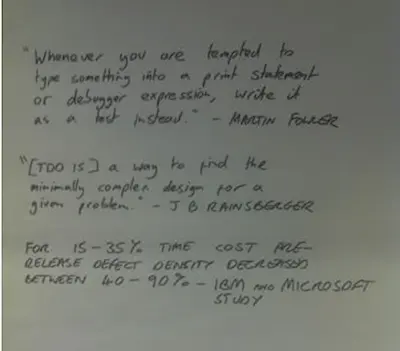 "Whenever you are tempted to
type something into a print statement
or debugger expression, write it
as a test instead." - MARTIN FOWLER
"[TDD IS] a way to find the
minimally complex design for a
given problem." - J B RAINSBERGER
FOR 15-35% TIME COST PRE-
RELEASE DEFECT DENSITY DECREASED
BETWEEN 40-90% - IBM AND MICROSOFT
STUDY